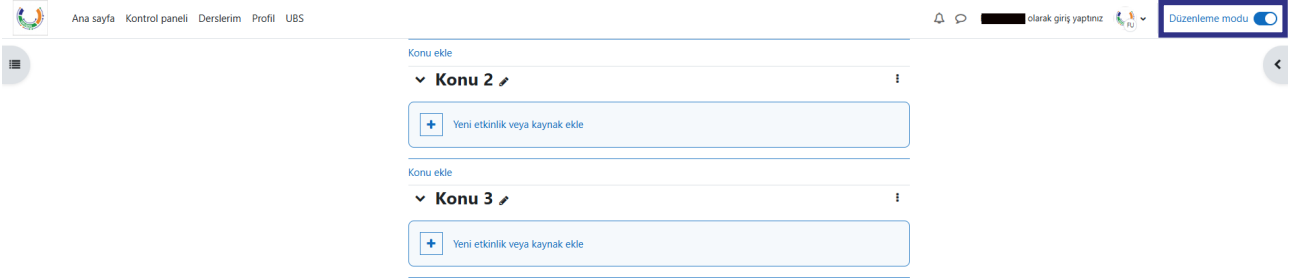 Ana sayfa Kontrol paneli Derslerim Profil UBS olarak giriş yaptınız FU Düzenleme modu
Konu ekle
Konu 2
Yeni etkinlik veya kaynak ekle
Konu ekle
Konu 3
Yeni etkinlik veya kaynak ekle